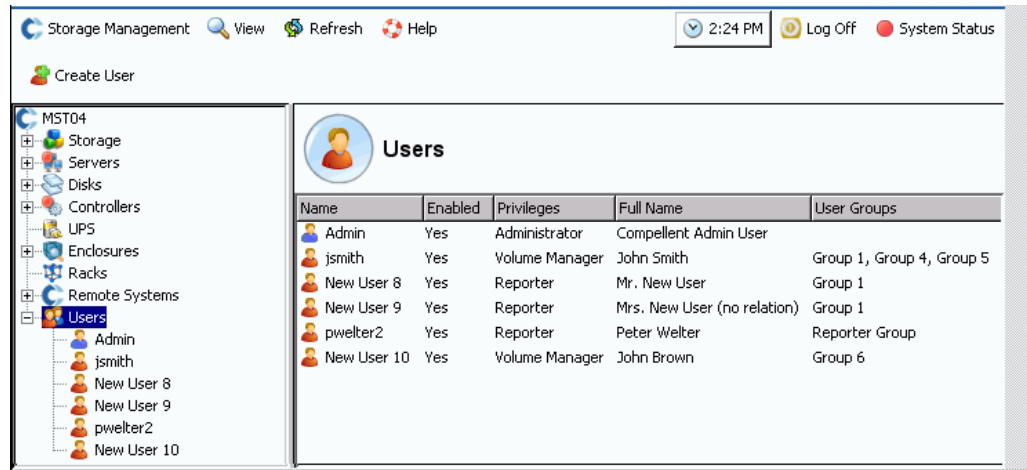 Storage Management View Refresh Help 2:24 PM Log Off System Status
Create User
MST04
Storage
Servers
Disks
Controllers
UPS
Enclosures
Racks
Remote Systems
Users
Admin
jsmith
New User 8
New User 9
pwelter2
New User 10
Users
Name Enabled Privileges Full Name User Groups
Admin Yes Administrator Compellent Admin User
jsmith Yes Volume Manager John Smith Group 1, Group 4, Group 5
New User 8 Yes Reporter Mr. New User Group 1
New User 9 Yes Reporter Mrs. New User (no relation) Group 1
pwelter2 Yes Reporter Peter Welter Reporter Group
New User 10 Yes Volume Manager John Brown Group 6